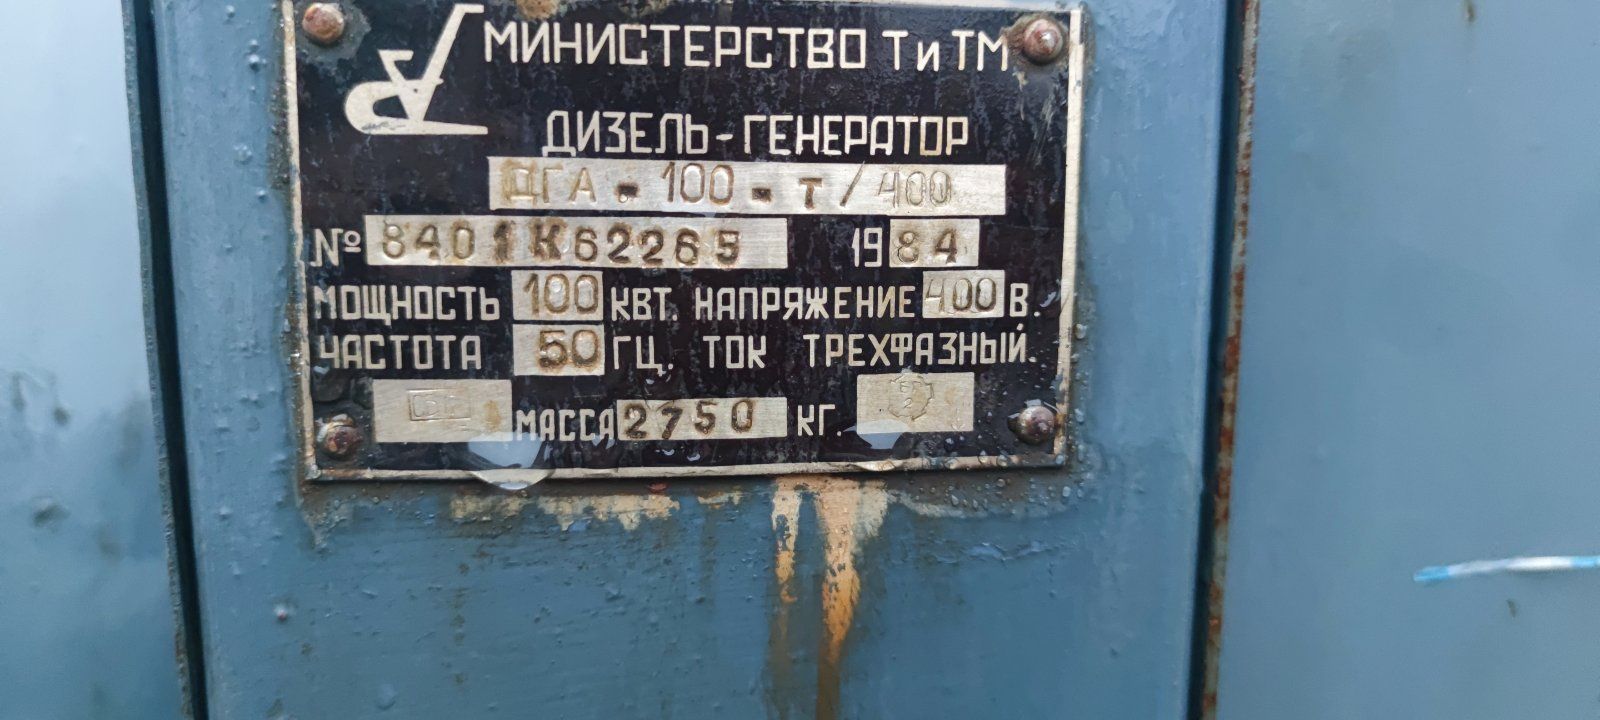 МИНИСТЕРСТВО Т и ТМ
ДИЗЕЛЬ-ГЕНЕРАТОР
ДГА-100-т/400
№ 8401К62265 1984
МОЩНОСТЬ 100 КВТ. НАПРЯЖЕНИЕ 400 В.
ЧАСТОТА 50 ГЦ. ТОК ТРЕХФАЗНЫЙ.
МАССА 2750 КГ.